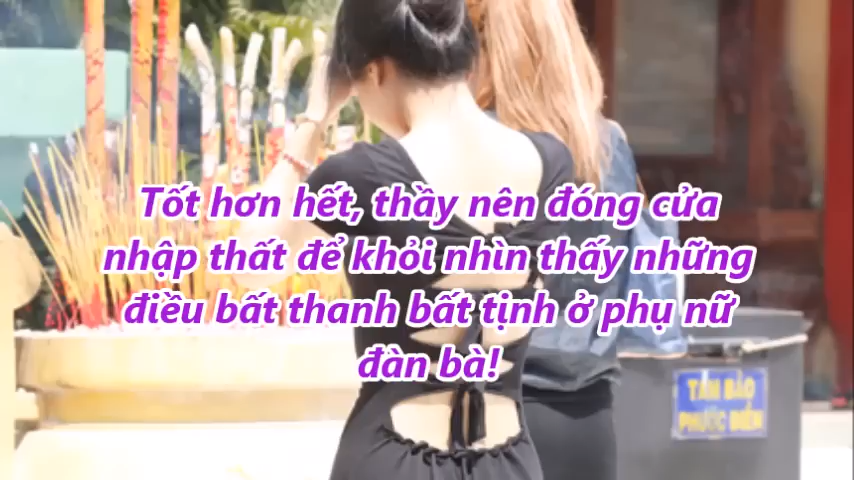 Tốt hơn hết, thầy nên đóng cửa
nhập thất để khỏi nhìn thấy những
điều bất thanh bất tịnh ở phụ nữ
đàn bà!
TAM BẢO
PHƯỚC ĐIỀN